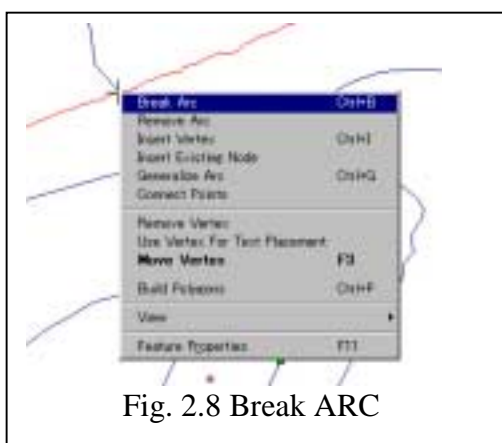 Break Arc Ctrl+B
Remove Arc
Insert Vertex Ctrl+I
Insert Existing Node
Generalize Arc Ctrl+G
Connect Points
Remove Vertex
Use Vertex For Text Placement
Move Vertex F3
Build Polygons Ctrl+P
View
Feature Properties F11
Fig. 2.8 Break ARC